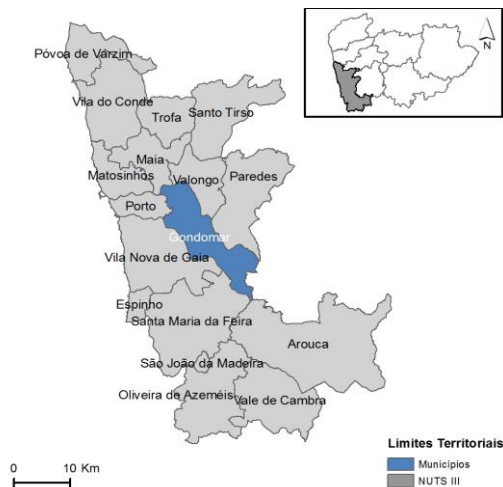 Póvoa de Varzim
N
Vila do Conde
Trofa
Santo Tirso
Maia
Matosinhos
Valongo
Paredes
Porto
Gondomar
Vila Nova de Gaia
Espinho
Santa Maria da Feira
Arouca
São João da Madeira
Oliveira de Azeméis
Vale de Cambra
Limites Territoriais
Municípios
NUTS III
0 10 Km